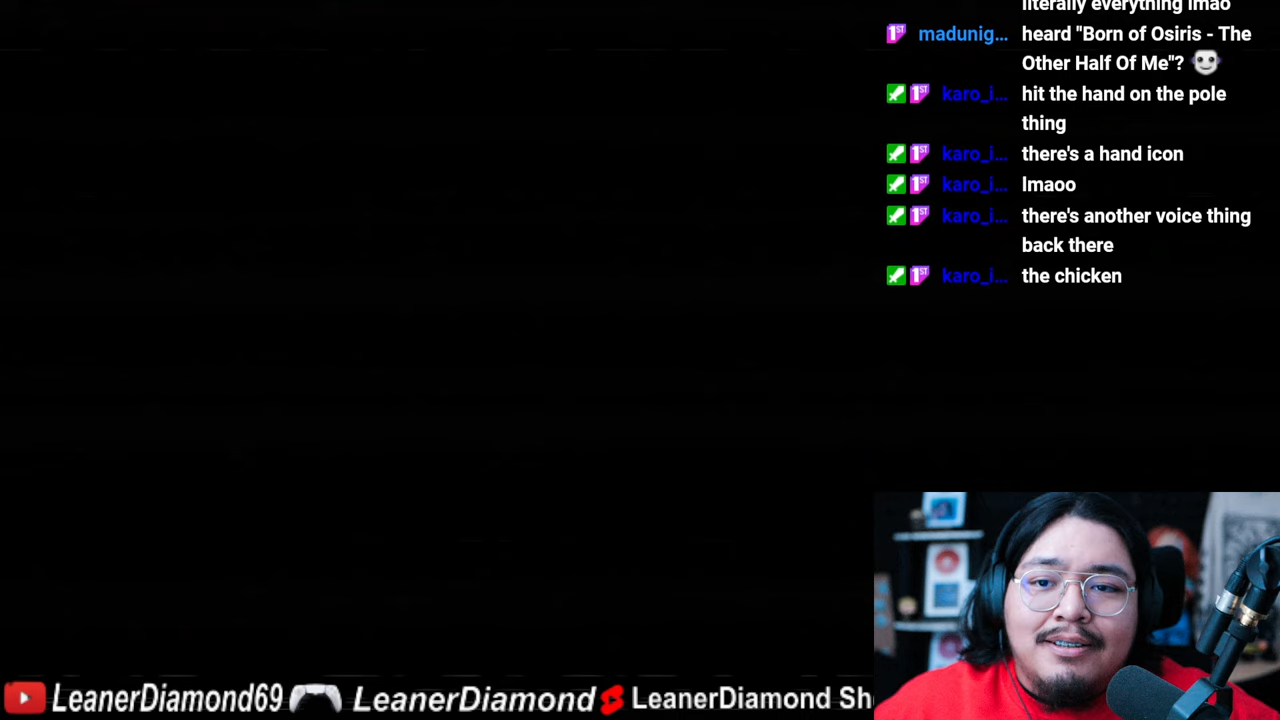 literally everything lmao
madunig... heard "Born of Osiris - The
Other Half Of Me"?
karo_i... hit the hand on the pole
thing
karo_i... there's a hand icon
karo_i... lmaoo
karo_i... there's another voice thing
back there
karo_i... the chicken
LeanerDiamond69 LeanerDiamond LeanerDiamond Sh